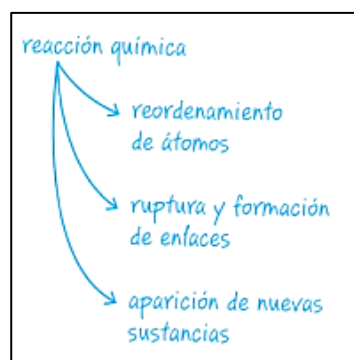 reacción química
reordenamiento
de átomos
ruptura y formación
de enlaces
aparición de nuevas
sustancias